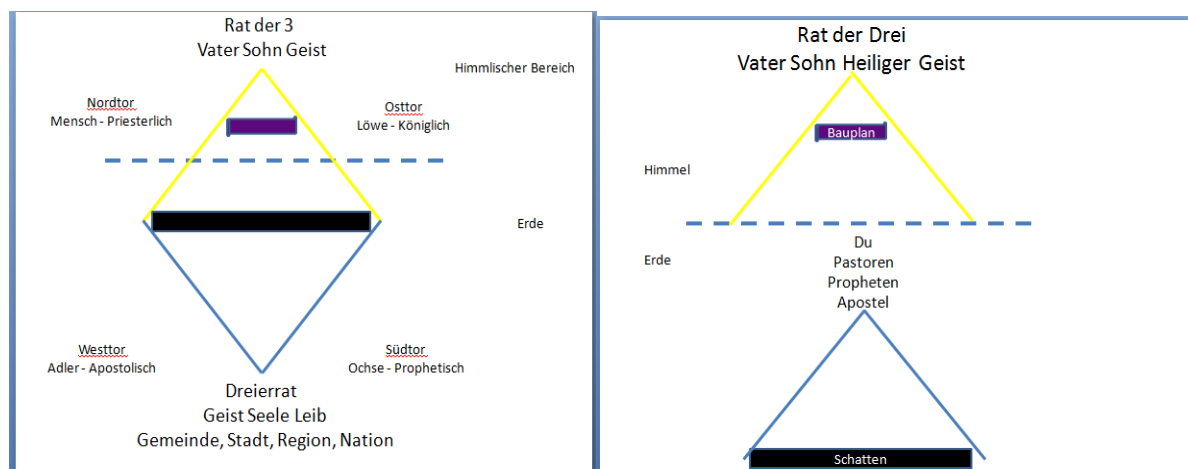 Rat der 3
Vater Sohn Geist
Himmlischer Bereich
Nordtor
Mensch - Priesterlich
Osttor
Löwe - Königlich
Erde
Westtor
Adler - Apostolisch
Südtor
Ochse - Prophetisch
Dreierrat
Geist Seele Leib
Gemeinde, Stadt, Region, Nation
Rat der Drei
Vater Sohn Heiliger Geist
Bauplan
Himmel
Erde
Du
Pastoren
Propheten
Apostel
Schatten